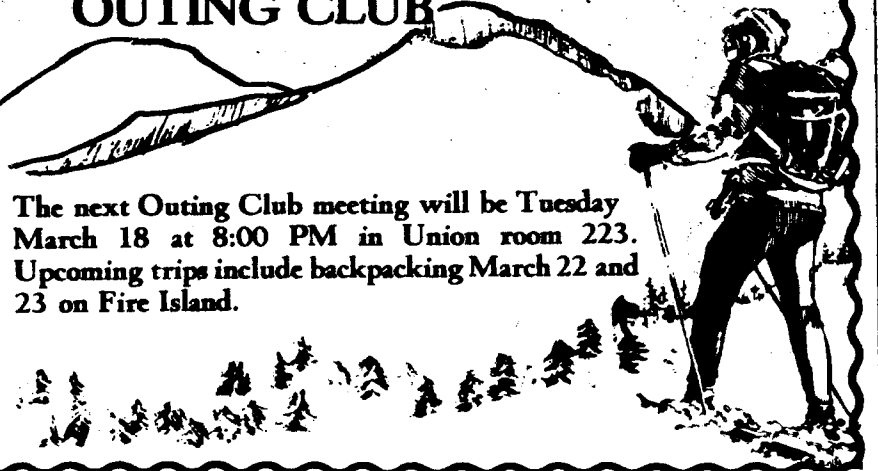 OUTING CLUB
The next Outing Club meeting will be Tuesday
March 18 at 8:00 PM in Union room 223.
Upcoming trips include backpacking March 22 and
23 on Fire Island.